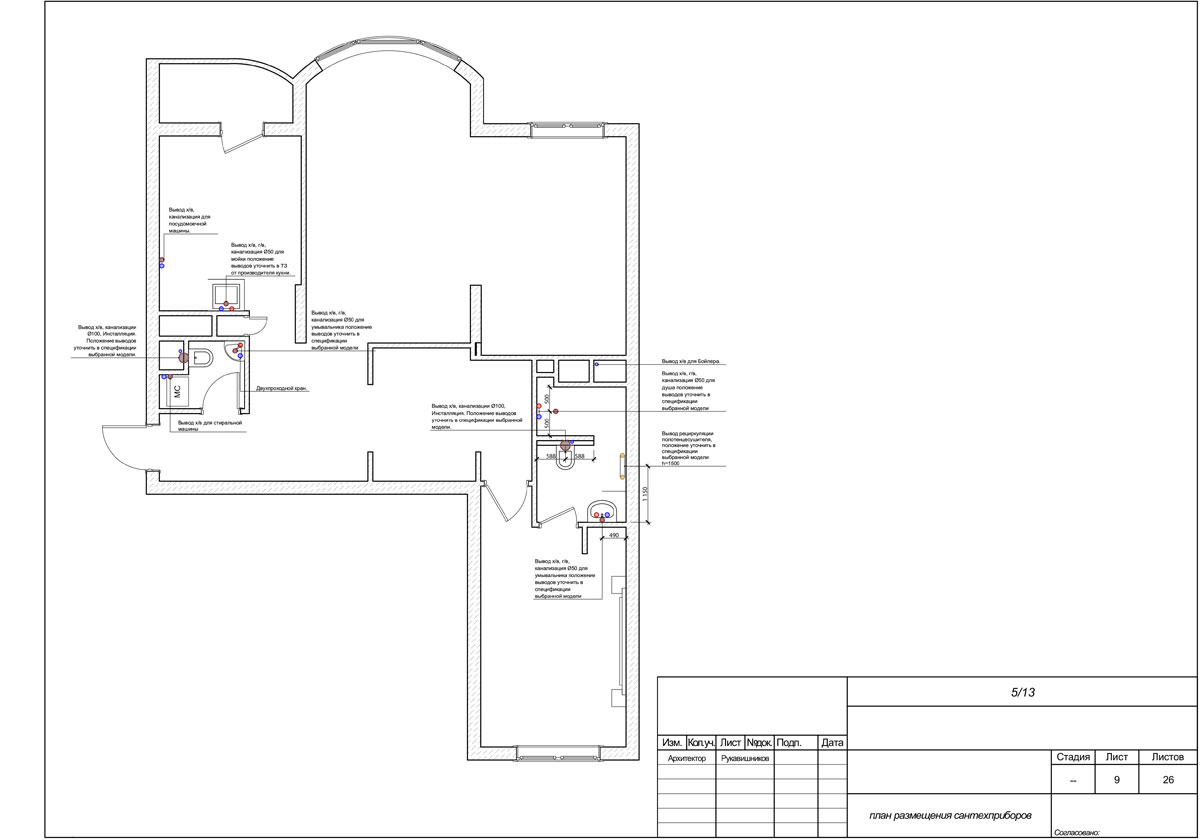 Вывод х/в,
канализация для
посудомоечной
машины.
Вывод х/в, г/в,
канализация Ø50 для
мойки положение
выводов уточнить в ТЗ
от производителя кухни.
Вывод х/в, канализации
Ø100, Инсталляция.
Положение выводов
уточнить в спецификации
выбранной модели.
Вывод х/в, г/в,
канализация Ø50 для
умывальника положение
выводов уточнить в
спецификации
выбранной модели
Двухпроходной кран.
МС
Вывод х/в для стиральной
машины
Вывод х/в, канализации Ø100,
Инсталляция. Положение выводов
уточнить в спецификации выбранной
модели.
Вывод х/в для Бойлера.
Вывод х/в, г/в,
канализация Ø50 для
душа положение
выводов уточнить в
спецификации
выбранной модели
Вывод рециркуляции
полотенцесушителя,
положение уточнить в
спецификации
выбранной модели
h=1500
500
500
588 588
1 150
490
Вывод х/в, г/в,
канализация Ø50 для
умывальника положение
выводов уточнить в
спецификации
выбранной модели
5/13
Изм. Кол.уч. Лист №док. Подп. Дата
Архитектор Рукавишников
Стадия Лист Листов
-- 9 26
план размещения сантехприборов
Согласовано: